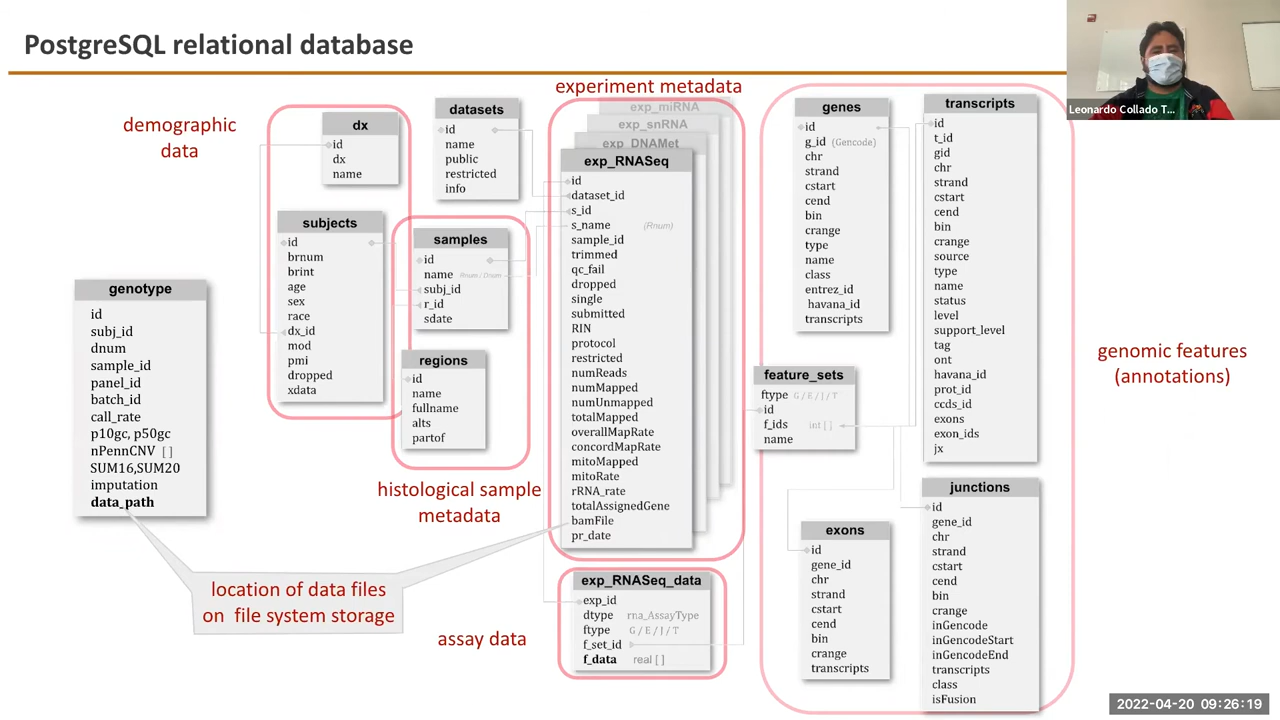 PostgreSQL relational database
Leonardo Collado T...
demographic
data
dx
id
dx
name
subjects
id
brnum
brint
age
sex
race
dx_id
mod
pmi
dropped
xdata
genotype
id
subj_id
dnum
sample_id
panel_id
batch_id
call_rate
p10gc, p50gc
nPennCNV [ ]
SUM16,SUM20
imputation
data_path
datasets
id
name
public
restricted
info
samples
id
name Rnum / Dnum
subj_id
r_id
sdate
regions
id
name
fullname
alts
partof
histological sample
metadata
location of data files
on file system storage
experiment metadata
exp_miRNA
exp_snRNA
exp_DNAMet
exp_RNASeq
id
dataset_id
s_id
s_name (Rnum)
sample_id
trimmed
qc_fail
dropped
single
submitted
RIN
protocol
restricted
numReads
numMapped
numUnmapped
totalMapped
overallMapRate
concordMapRate
mitoMapped
mitoRate
rRNA_rate
totalAssignedGene
bamFile
pr_date
assay data
exp_RNASeq_data
exp_id
dtype rna_AssayType
ftype G / E / J / T
f_set_id
f_data real [ ]
genes
id
g_id (Gencode)
chr
strand
cstart
cend
bin
crange
type
name
class
entrez_id
havana_id
transcripts
feature_sets
ftype G / E / J / T
id
f_ids int [ ]
name
exons
id
gene_id
chr
strand
cstart
cend
bin
crange
transcripts
transcripts
id
t_id
gid
chr
strand
cstart
cend
bin
crange
source
type
name
status
level
support_level
tag
ont
havana_id
prot_id
ccds_id
exons
exon_ids
jx
junctions
id
gene_id
chr
strand
cstart
cend
bin
crange
inGencode
inGencodeStart
inGencodeEnd
transcripts
class
isFusion
genomic features
(annotations)
2022-04-20 09:26:19